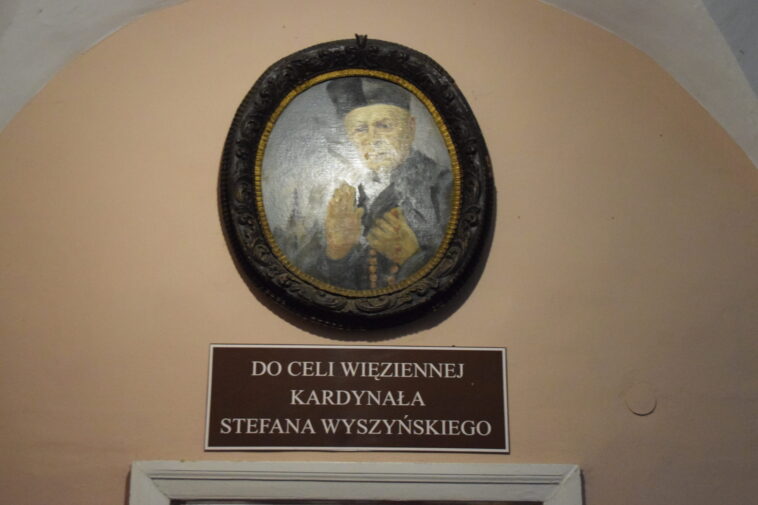 DO CELI WIĘZIENNEJ
KARDYNAŁA
STEFANA WYSZYŃSKIEGO